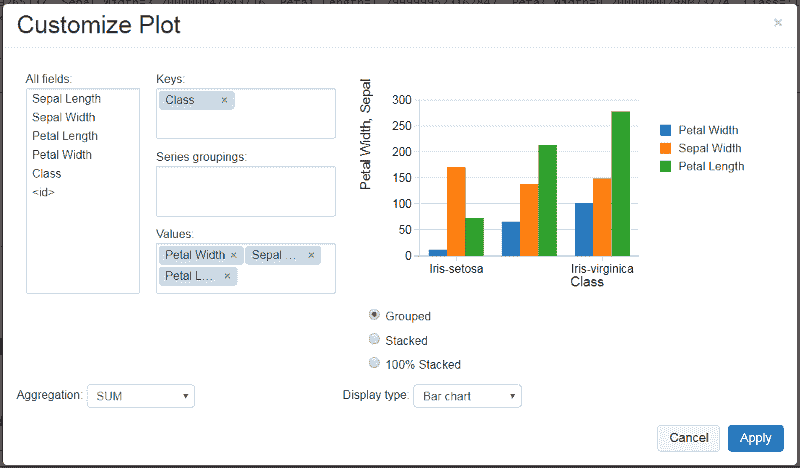 Customize Plot
×
All fields:
Sepal Length
Sepal Width
Petal Length
Petal Width
Class
<id>
Keys:
Class ×
Series groupings:
Values:
Petal Width × Sepal ... ×
Petal L... ×
Petal Width, Sepal
300
250
200
150
100
50
0
Iris-setosa Iris-virginica
Class
Petal Width
Sepal Width
Petal Length
Grouped
Stacked
100% Stacked
Aggregation: SUM
Display type: Bar chart
Cancel Apply